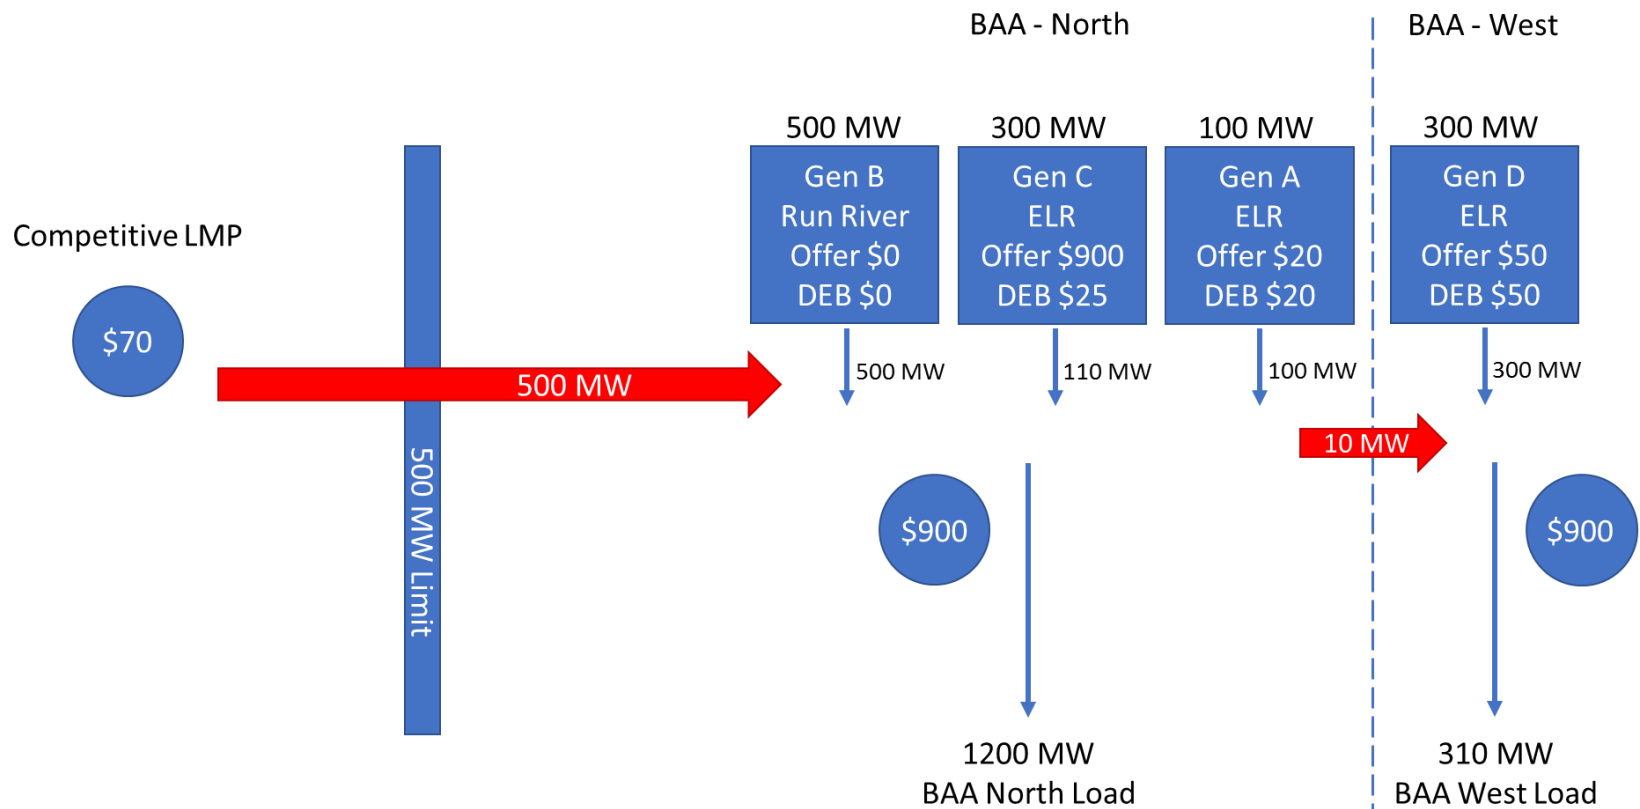 BAA - North
BAA - West
500 MW
300 MW
100 MW
300 MW
Gen B
Run River
Offer $0
DEB $0
Gen C
ELR
Offer $900
DEB $25
Gen A
ELR
Offer $20
DEB $20
Gen D
ELR
Offer $50
DEB $50
Competitive LMP
$70
500 MW
500 MW Limit
500 MW
110 MW
100 MW
300 MW
10 MW
$900
$900
1200 MW
BAA North Load
310 MW
BAA West Load